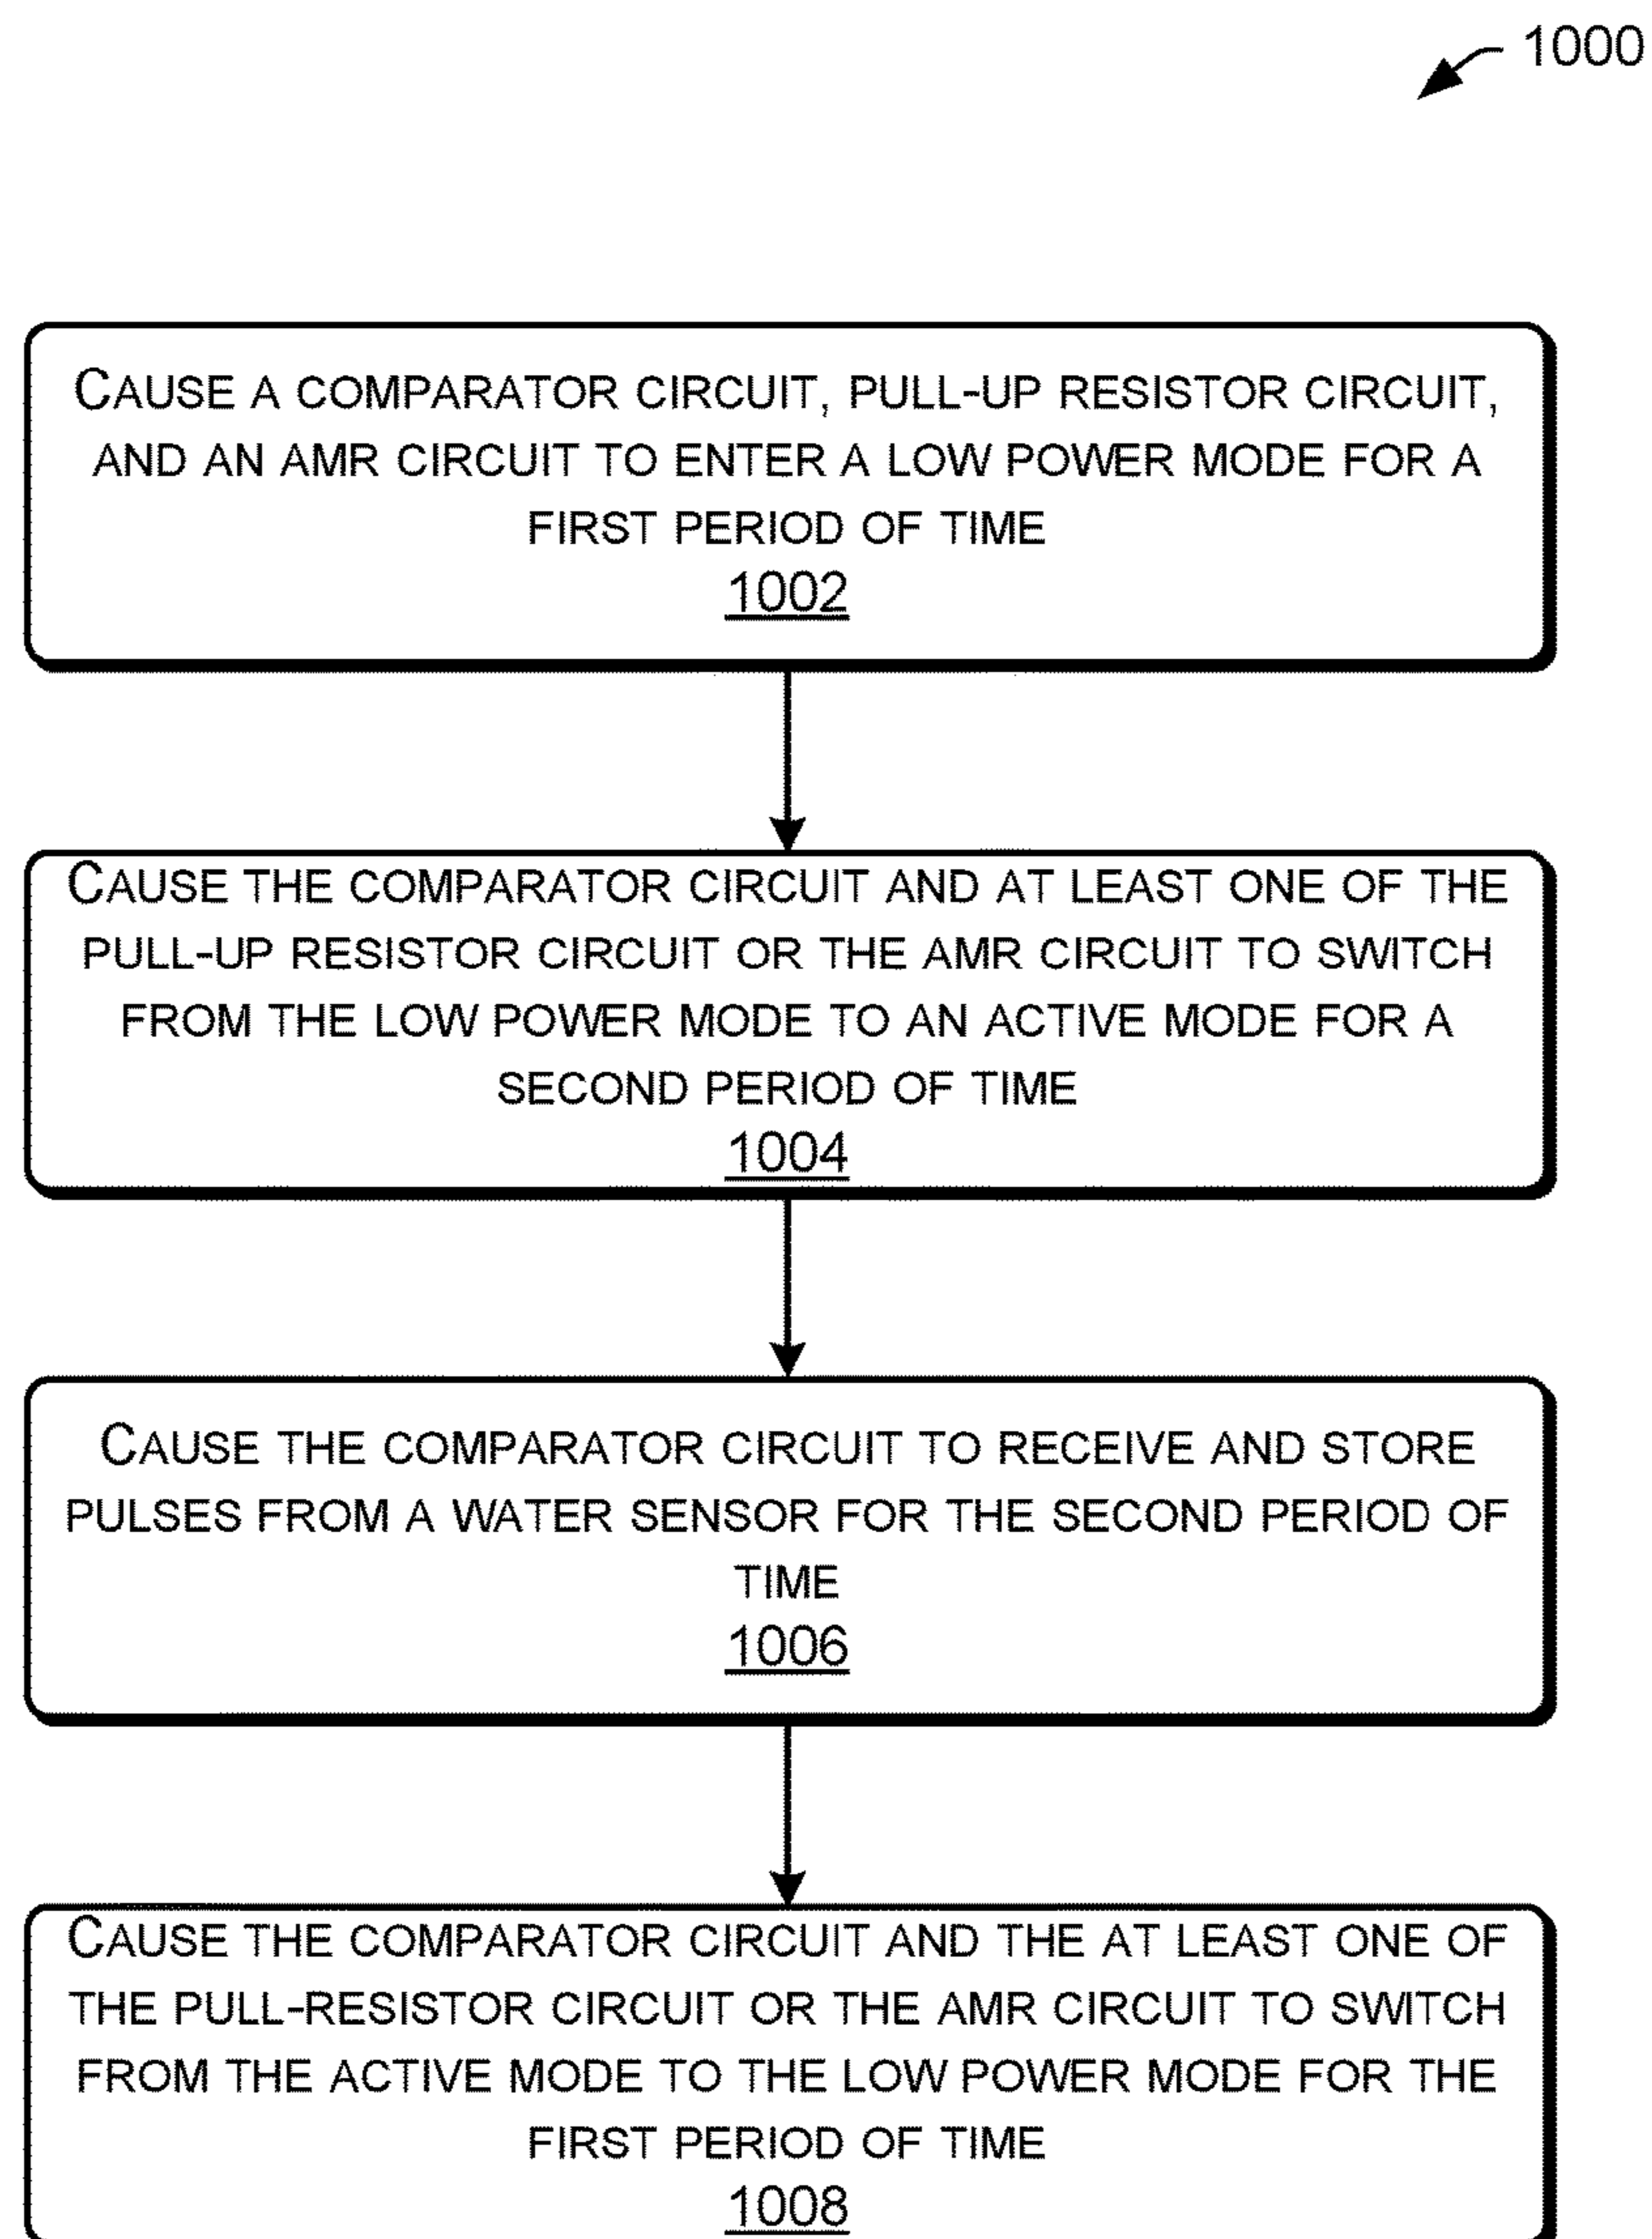 1000
CAUSE A COMPARATOR CIRCUIT, PULL-UP RESISTOR CIRCUIT,
AND AN AMR CIRCUIT TO ENTER A LOW POWER MODE FOR A
FIRST PERIOD OF TIME
1002
CAUSE THE COMPARATOR CIRCUIT AND AT LEAST ONE OF THE
PULL-UP RESISTOR CIRCUIT OR THE AMR CIRCUIT TO SWITCH
FROM THE LOW POWER MODE TO AN ACTIVE MODE FOR A
SECOND PERIOD OF TIME
1004
CAUSE THE COMPARATOR CIRCUIT TO RECEIVE AND STORE
PULSES FROM A WATER SENSOR FOR THE SECOND PERIOD OF
TIME
1006
CAUSE THE COMPARATOR CIRCUIT AND THE AT LEAST ONE OF
THE PULL-RESISTOR CIRCUIT OR THE AMR CIRCUIT TO SWITCH
FROM THE ACTIVE MODE TO THE LOW POWER MODE FOR THE
FIRST PERIOD OF TIME
1008